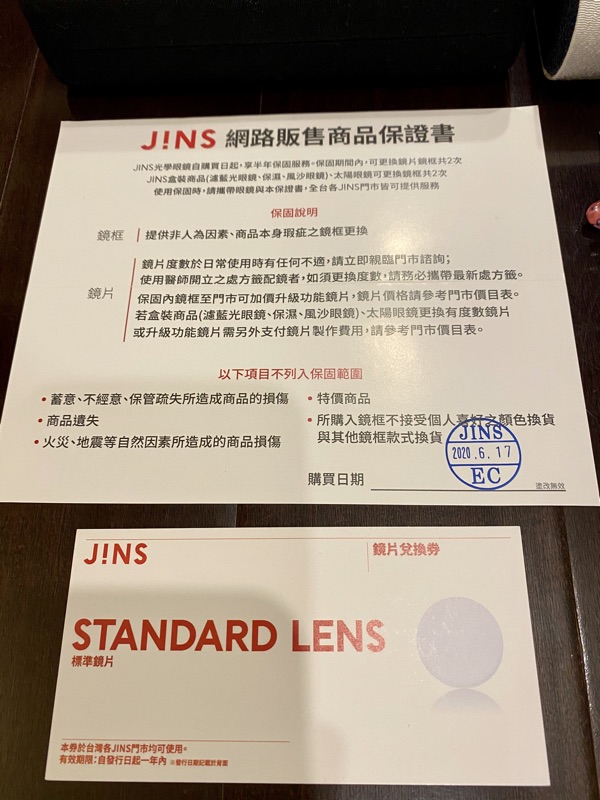 J!NS 網路販售商品保證書
JINS光學眼鏡自購買日起,享半年保固服務。保固期間內,可更換鏡片鏡框共2次
JINS盒裝商品(濾藍光眼鏡、保濕、風沙眼鏡)、太陽眼鏡可更換鏡框共2次
使用保固時,請攜帶眼鏡與本保證書,全台各JINS門市皆可提供服務
保固說明
鏡框 提供非人為因素、商品本身瑕疵之鏡框更換
鏡片度數於日常使用時有任何不適,請立即親臨門市諮詢;
使用醫師開立之處方籤配鏡者,如須更換度數,請務必攜帶最新處方籤。
鏡片
保固內鏡框至門市可加價升級功能鏡片,鏡片價格請參考門市價目表。
若盒裝商品(濾藍光眼鏡、保濕、風沙眼鏡)、太陽眼鏡更換有度數鏡片
或升級功能鏡片需另外支付鏡片製作費用,請參考門市價目表。
以下項目不列入保固範圍
• 蓄意、不經意、保管疏失所造成商品的損傷
• 商品遺失
• 火災、地震等自然因素所造成的商品損傷
• 特價商品
• 所購入鏡框不接受個人喜好之顏色換貨
與其他鏡框款式換貨
JINS
2020.6.17
EC
購買日期
塗改無效
J!NS
鏡片兌換券
STANDARD LENS
標準鏡片
本券於台灣各JINS門市均可使用。
有效期限:自發行日起一年內 ※發行日期記載於背面